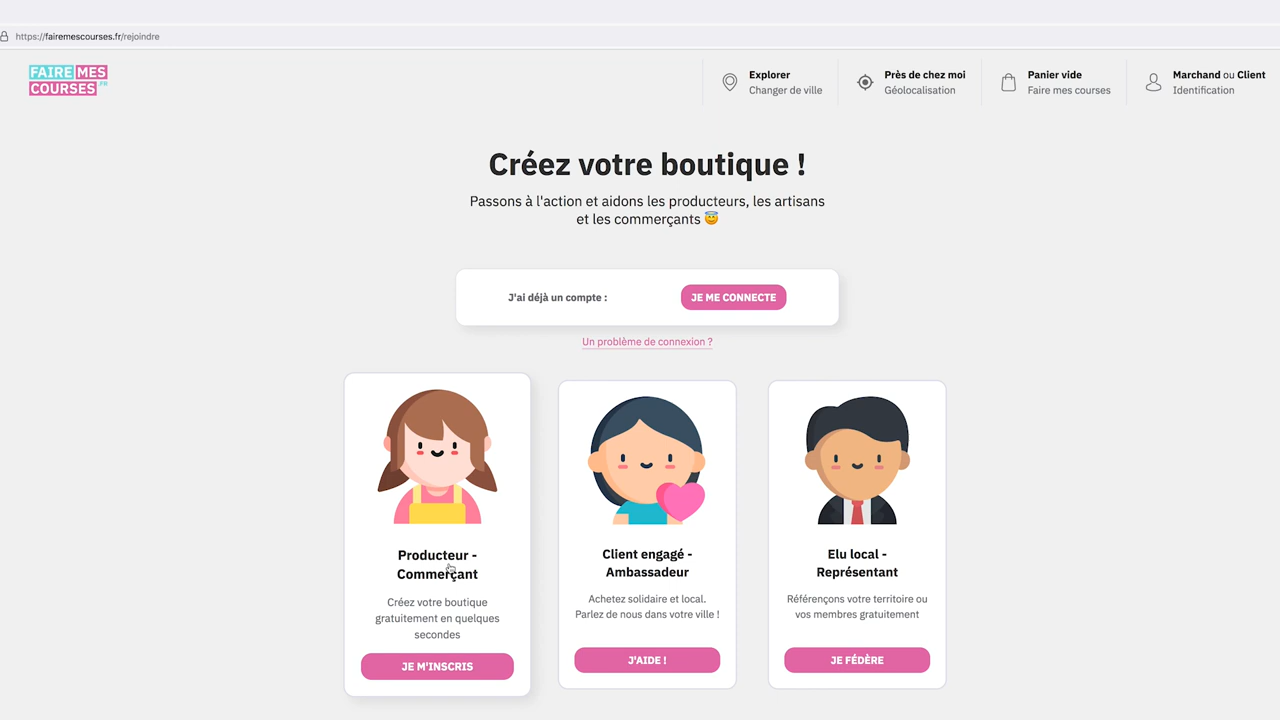 https://fairemescourses.fr/rejoindre
FAIRE MES
COURSES .FR
Explorer
Changer de ville
Près de chez moi
Géolocalisation
Panier vide
Faire mes courses
Marchand ou Client
Identification
Créez votre boutique !
Passons à l'action et aidons les producteurs, les artisans
et les commerçants 😇
J'ai déjà un compte :
JE ME CONNECTE
Un problème de connexion ?
Producteur -
Commerçant
Créez votre boutique
gratuitement en quelques
secondes
JE M'INSCRIS
Client engagé -
Ambassadeur
Achetez solidaire et local.
Parlez de nous dans votre ville !
J'AIDE !
Elu local -
Représentant
Référençons votre territoire ou
vos membres gratuitement
JE FÉDÈRE